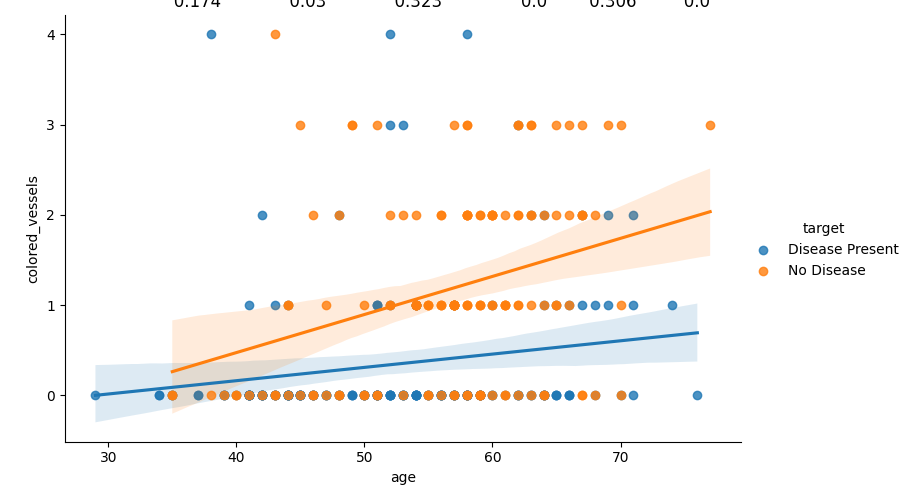 0.174 0.03 0.323 0.0 0.306 0.0
4
3
2
1
0
colored_vessels
30 40 50 60 70
age
target
Disease Present
No Disease